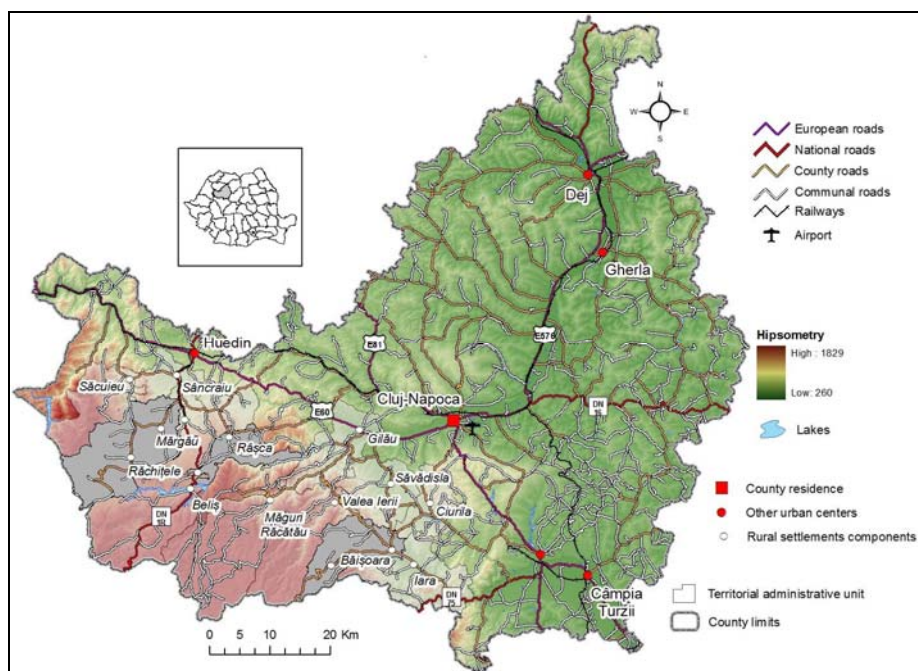 N
W
E
S
European roads
National roads
County roads
Communal roads
Railways
Airport
Dej
Gherla
Hipsometry
High : 1829
Low: 260
Lakes
Huedin
E81
E576
Cluj-Napoca
DN
16
Săcuieu
Sâncraiu
E60
Gilău
Mărgău
Râșca
Răchițele
Săvădisla
Beliș
Valea Ierii
Ciurila
Măguri
Răcătău
DN
Băișoara
Iara
DN
75
Câmpia
Turzii
County residence
Other urban centers
Rural settlements components
Territorial administrative unit
County limits
0 5 10 20 Km